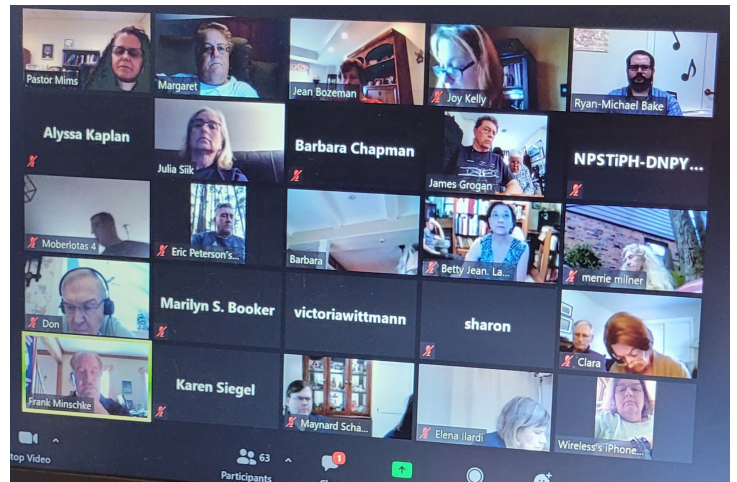 Pastor Mims
Margaret
Jean Bozeman
Joy Kelly
Ryan-Michael Bake
Alyssa Kaplan
Julia Siik
Barbara Chapman
James Grogan
NPSTiPH-DNPY...
Moberlotas 4
Eric Peterson's...
Barbara
Betty Jean. La...
merrie milner
Don
Marilyn S. Booker
victoriawittmann
sharon
Clara
Frank Minschke
Karen Siegel
Maynard Scha...
Elena Ilardi
Wireless's iPhone...
top Video
63
Participants
1